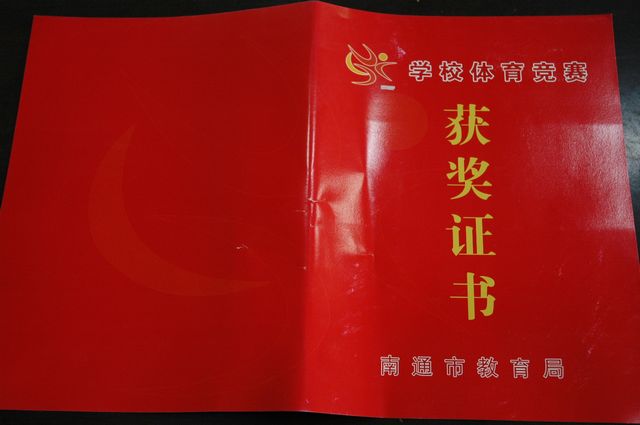 学校体育竞赛
获奖证书
南通市教育局